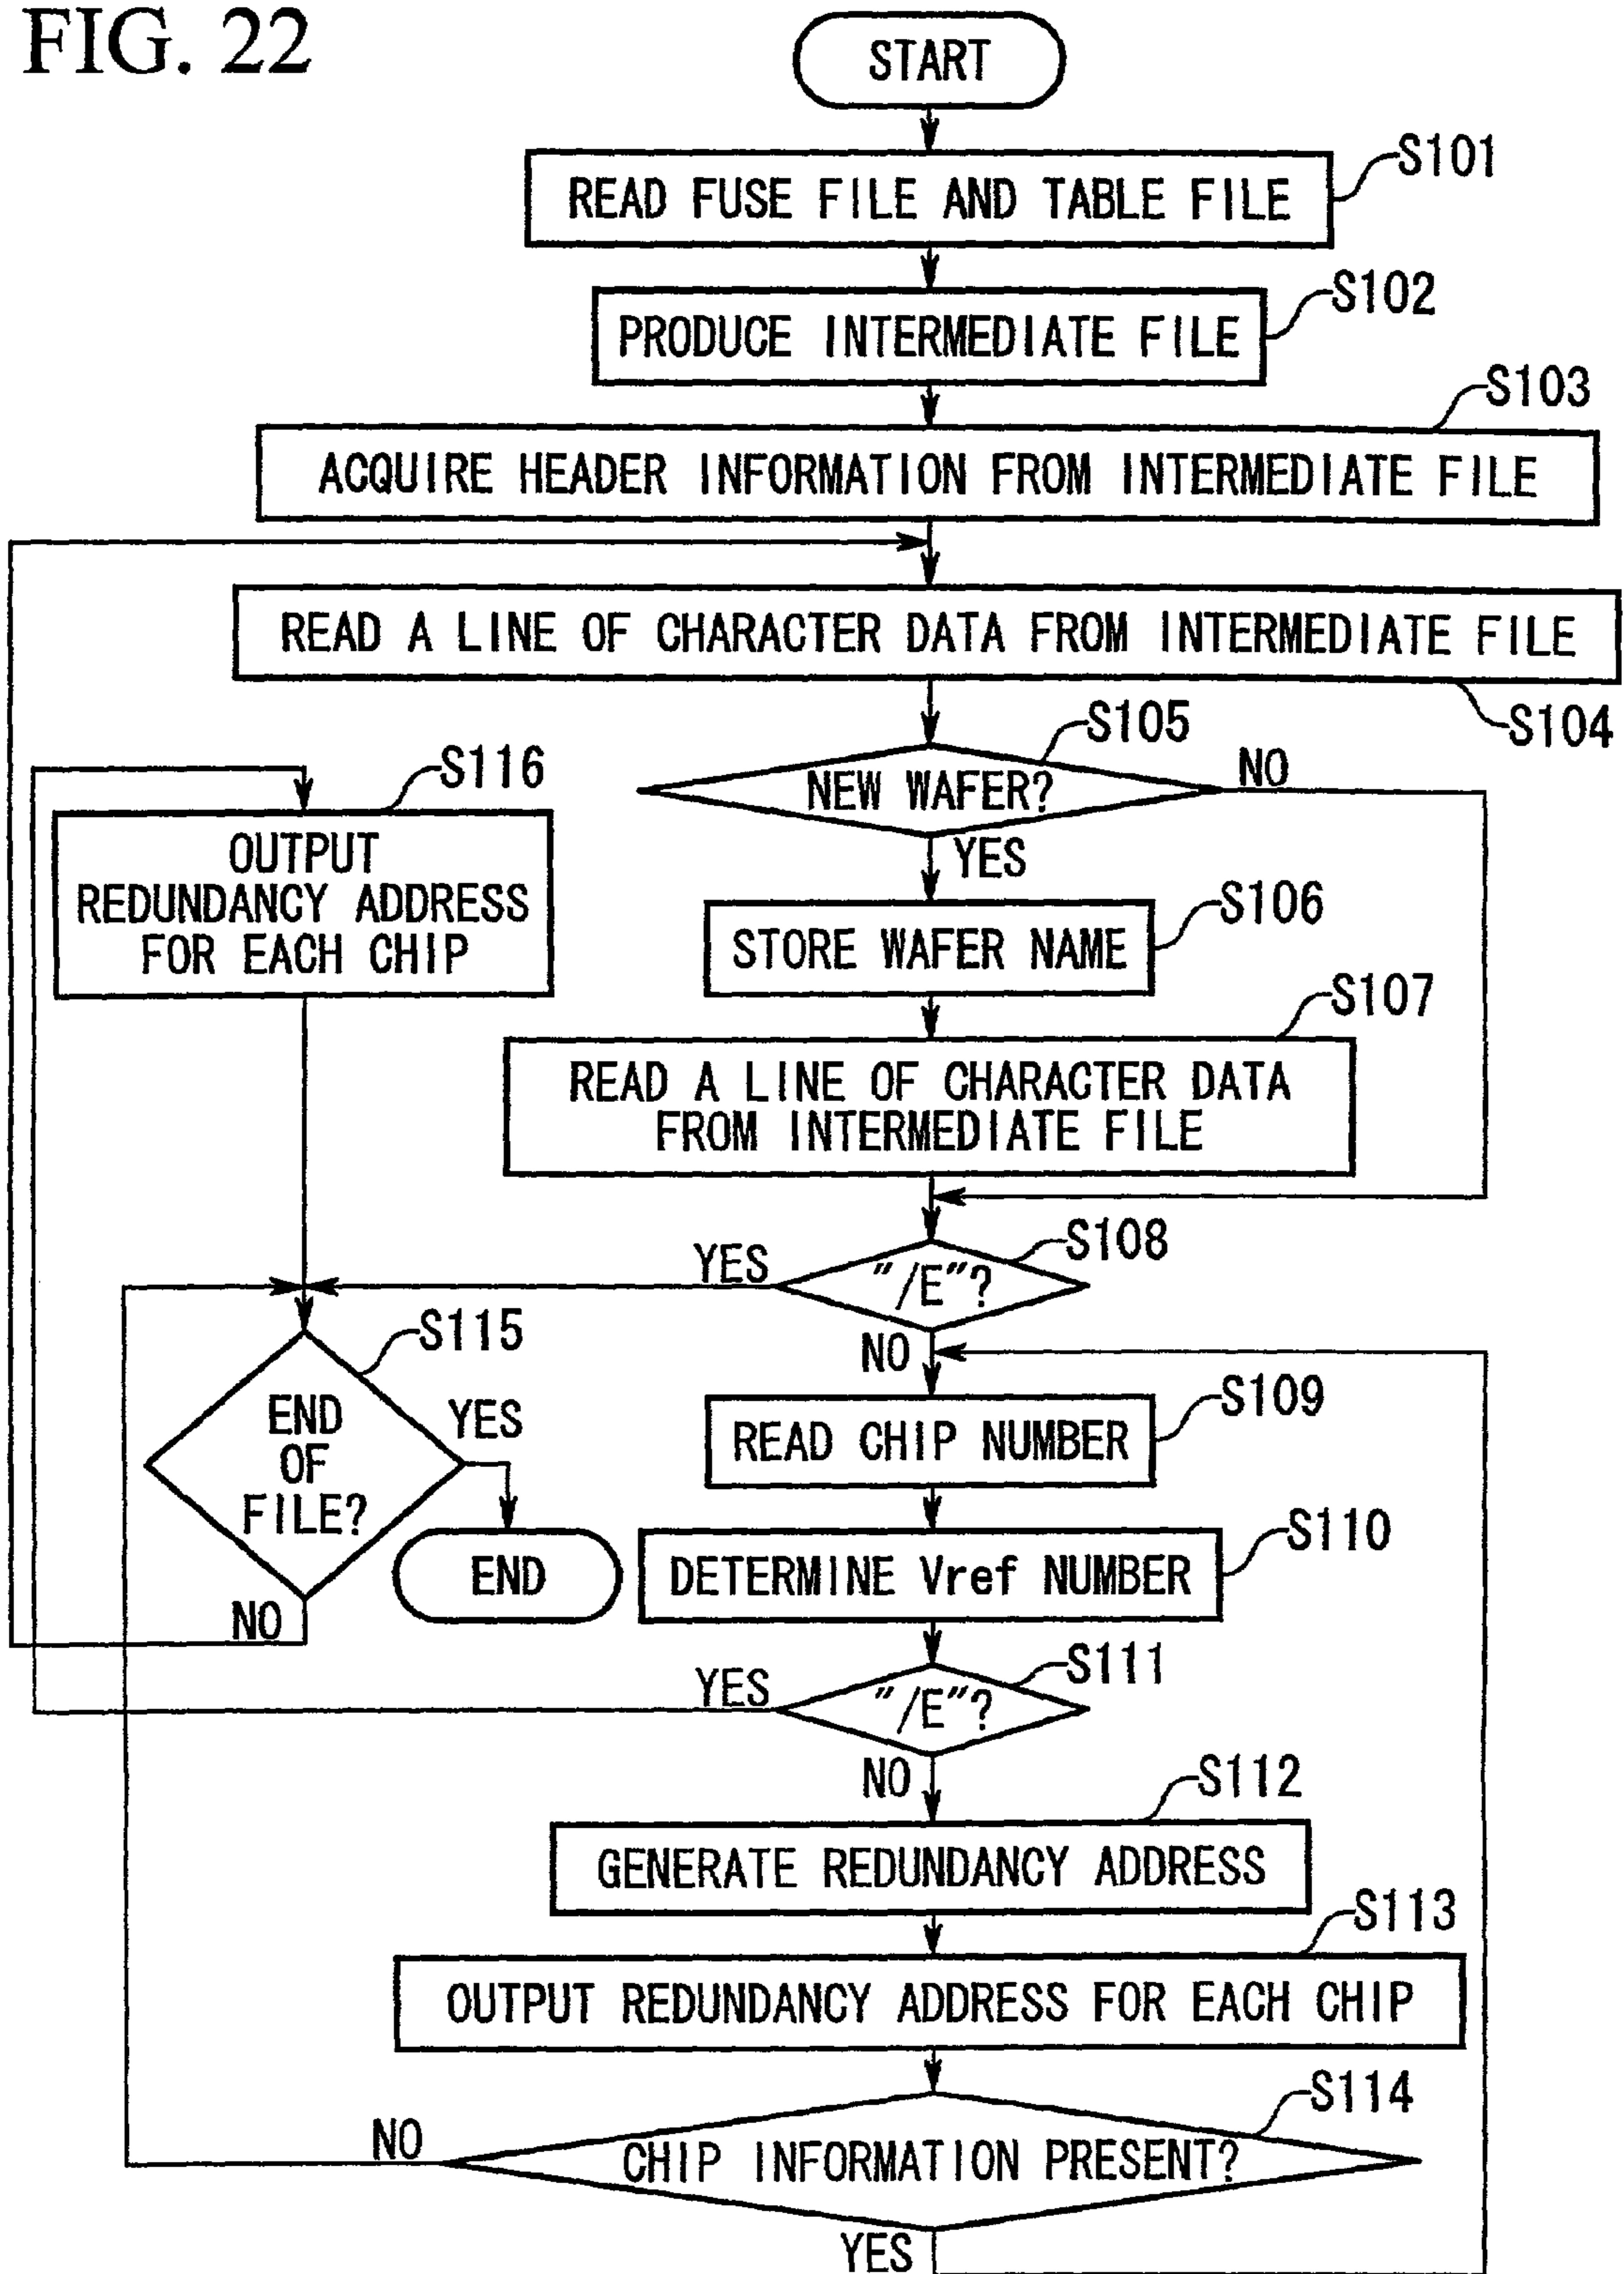 FIG. 22
START
S101
READ FUSE FILE AND TABLE FILE
S102
PRODUCE INTERMEDIATE FILE
S103
ACQUIRE HEADER INFORMATION FROM INTERMEDIATE FILE
READ A LINE OF CHARACTER DATA FROM INTERMEDIATE FILE
S104
S105
NEW WAFER?
NO
YES
S116
OUTPUT
REDUNDANCY ADDRESS
FOR EACH CHIP
S106
STORE WAFER NAME
S107
READ A LINE OF CHARACTER DATA
FROM INTERMEDIATE FILE
S108
"/E"?
YES
NO
S115
END
OF
FILE?
YES
END
NO
S109
READ CHIP NUMBER
S110
DETERMINE Vref NUMBER
S111
"/E"?
YES
NO
S112
GENERATE REDUNDANCY ADDRESS
S113
OUTPUT REDUNDANCY ADDRESS FOR EACH CHIP
S114
CHIP INFORMATION PRESENT?
NO
YES